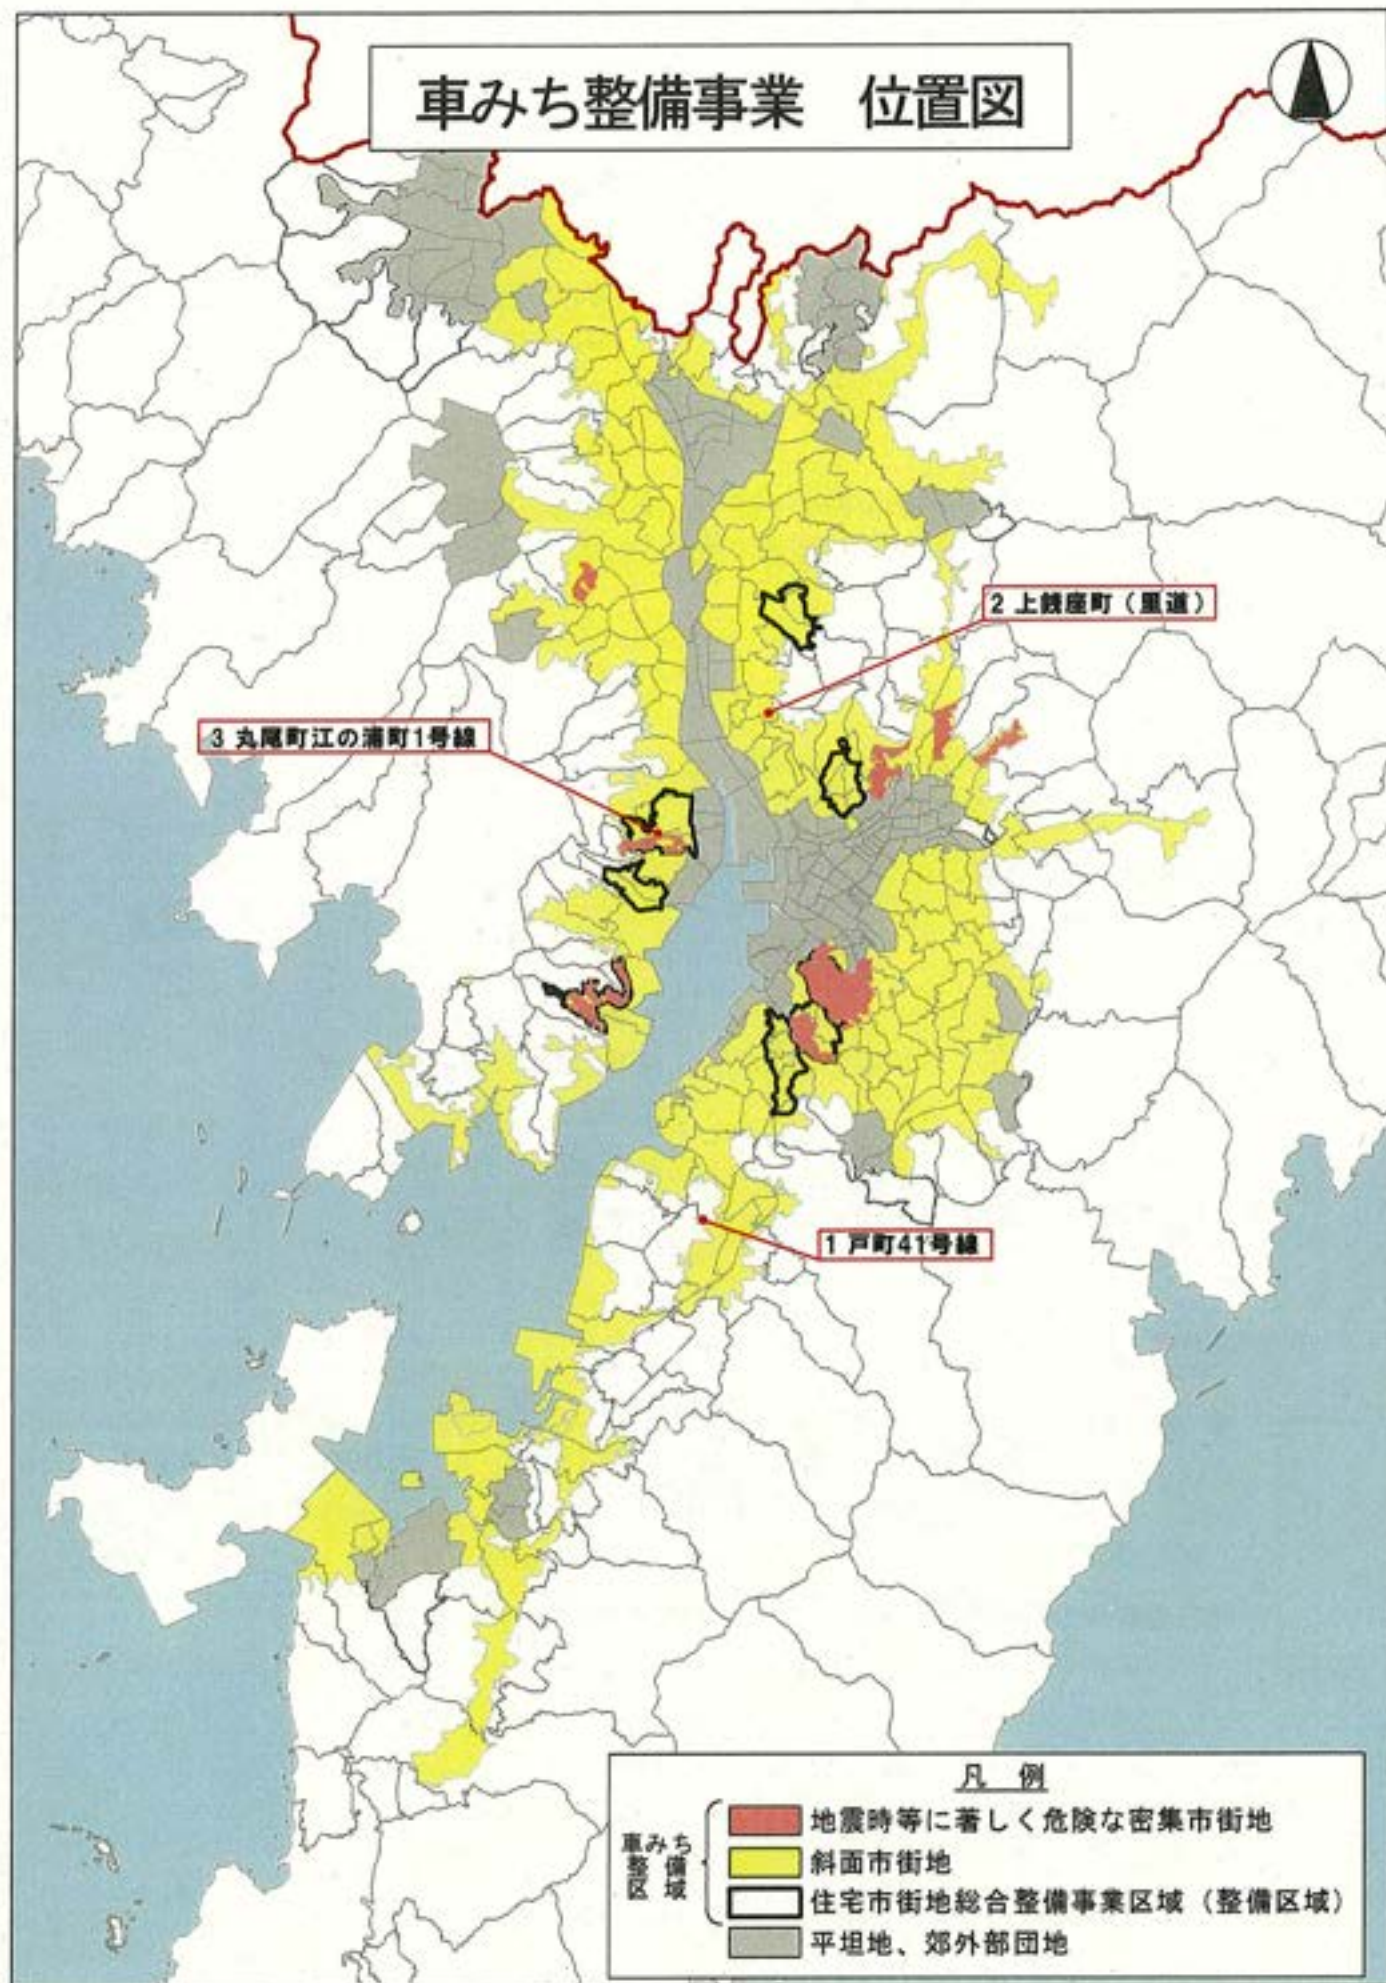 車みち整備事業 位置図
2 上銭座町（里道）
3 丸尾町江の浦町1号線
1 戸町41号線
凡 例
車みち
整備
区域
地震時等に著しく危険な密集市街地
斜面市街地
住宅市街地総合整備事業区域（整備区域）
平坦地、郊外部団地